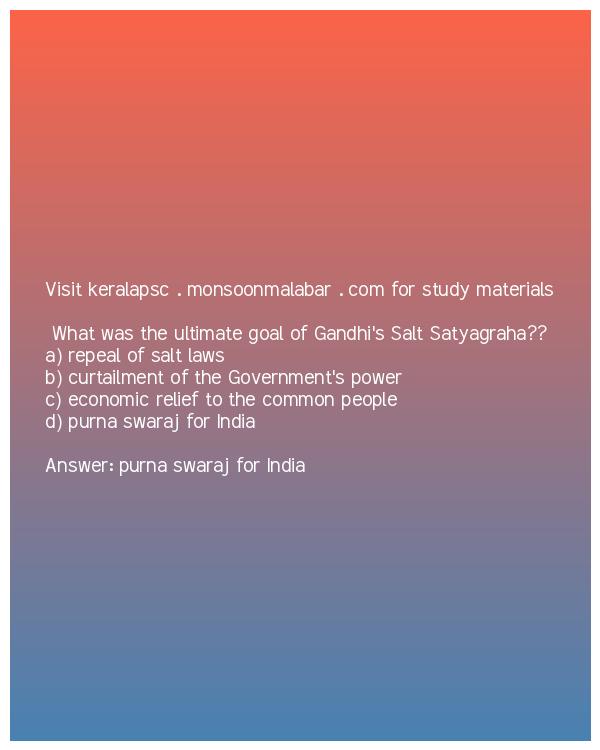 Visit keralapsc . monsoonmalabar . com for study materials
What was the ultimate goal of Gandhi's Salt Satyagraha??
a) repeal of salt laws
b) curtailment of the Government's power
c) economic relief to the common people
d) purna swaraj for India
Answer: purna swaraj for India